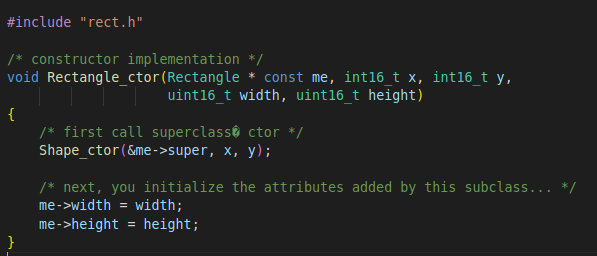 #include "rect.h"
/* constructor implementation */
void Rectangle_ctor(Rectangle * const me, int16_t x, int16_t y,
uint16_t width, uint16_t height)
{
/* first call superclass� ctor */
Shape_ctor(&me->super, x, y);
/* next, you initialize the attributes added by this subclass... */
me->width = width;
me->height = height;
}